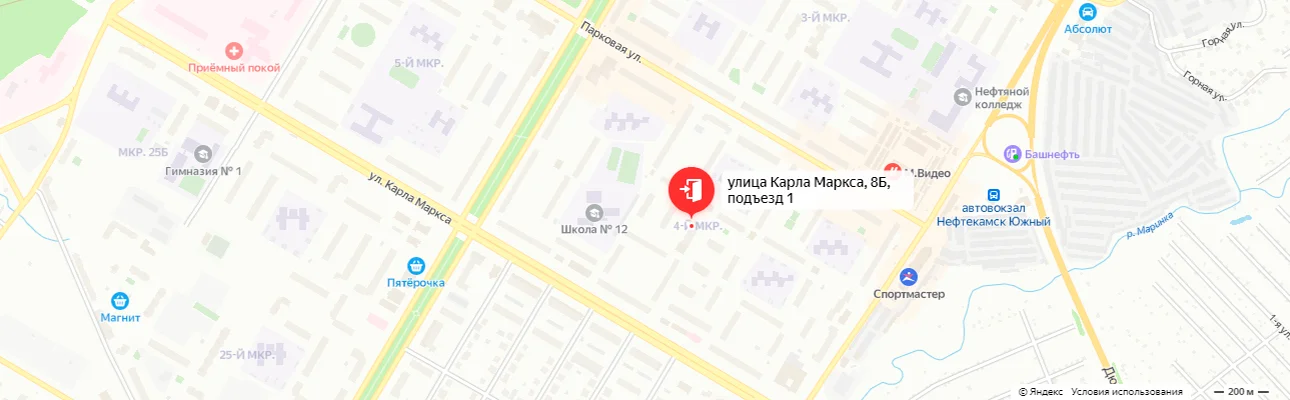 3-Й МКР.
Абсолют
Горная ул.
Парковая ул.
Приёмный покой
5-Й МКР.
Горная ул.
Нефтяной
колледж
МКР. 25Б
Гимназия № 1
Башнефть
М.Видео
ул. Карла Маркса
улица Карла Маркса, 8Б,
подъезд 1
автовокзал
Нефтекамск Южный
р. Маринка
Школа № 12
4-Й МКР.
Пятёрочка
Спортмастер
Магнит
1-я ул.
25-Й МКР.
Дю
© Яндекс Условия использования
200 м